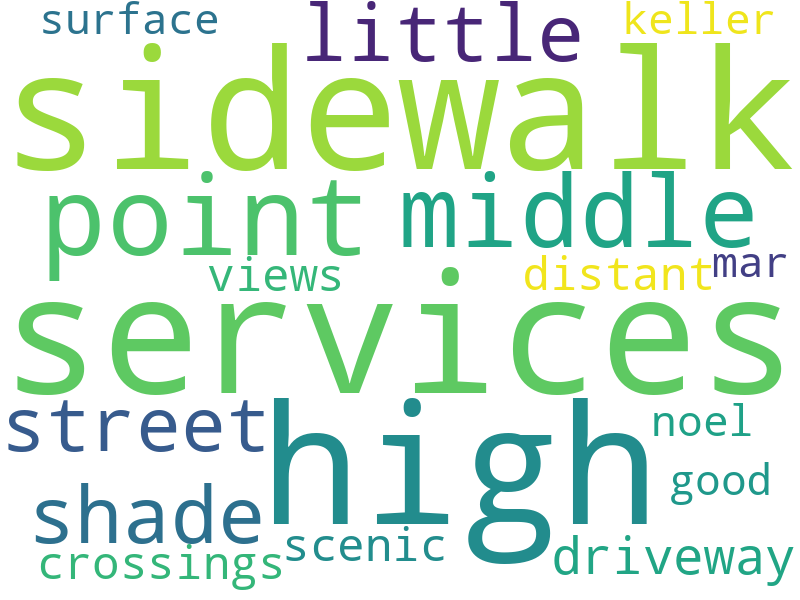 surface little keller
sidewalk
point middle
views distant mar
services
street high noel
shade good
crossings scenic driveway